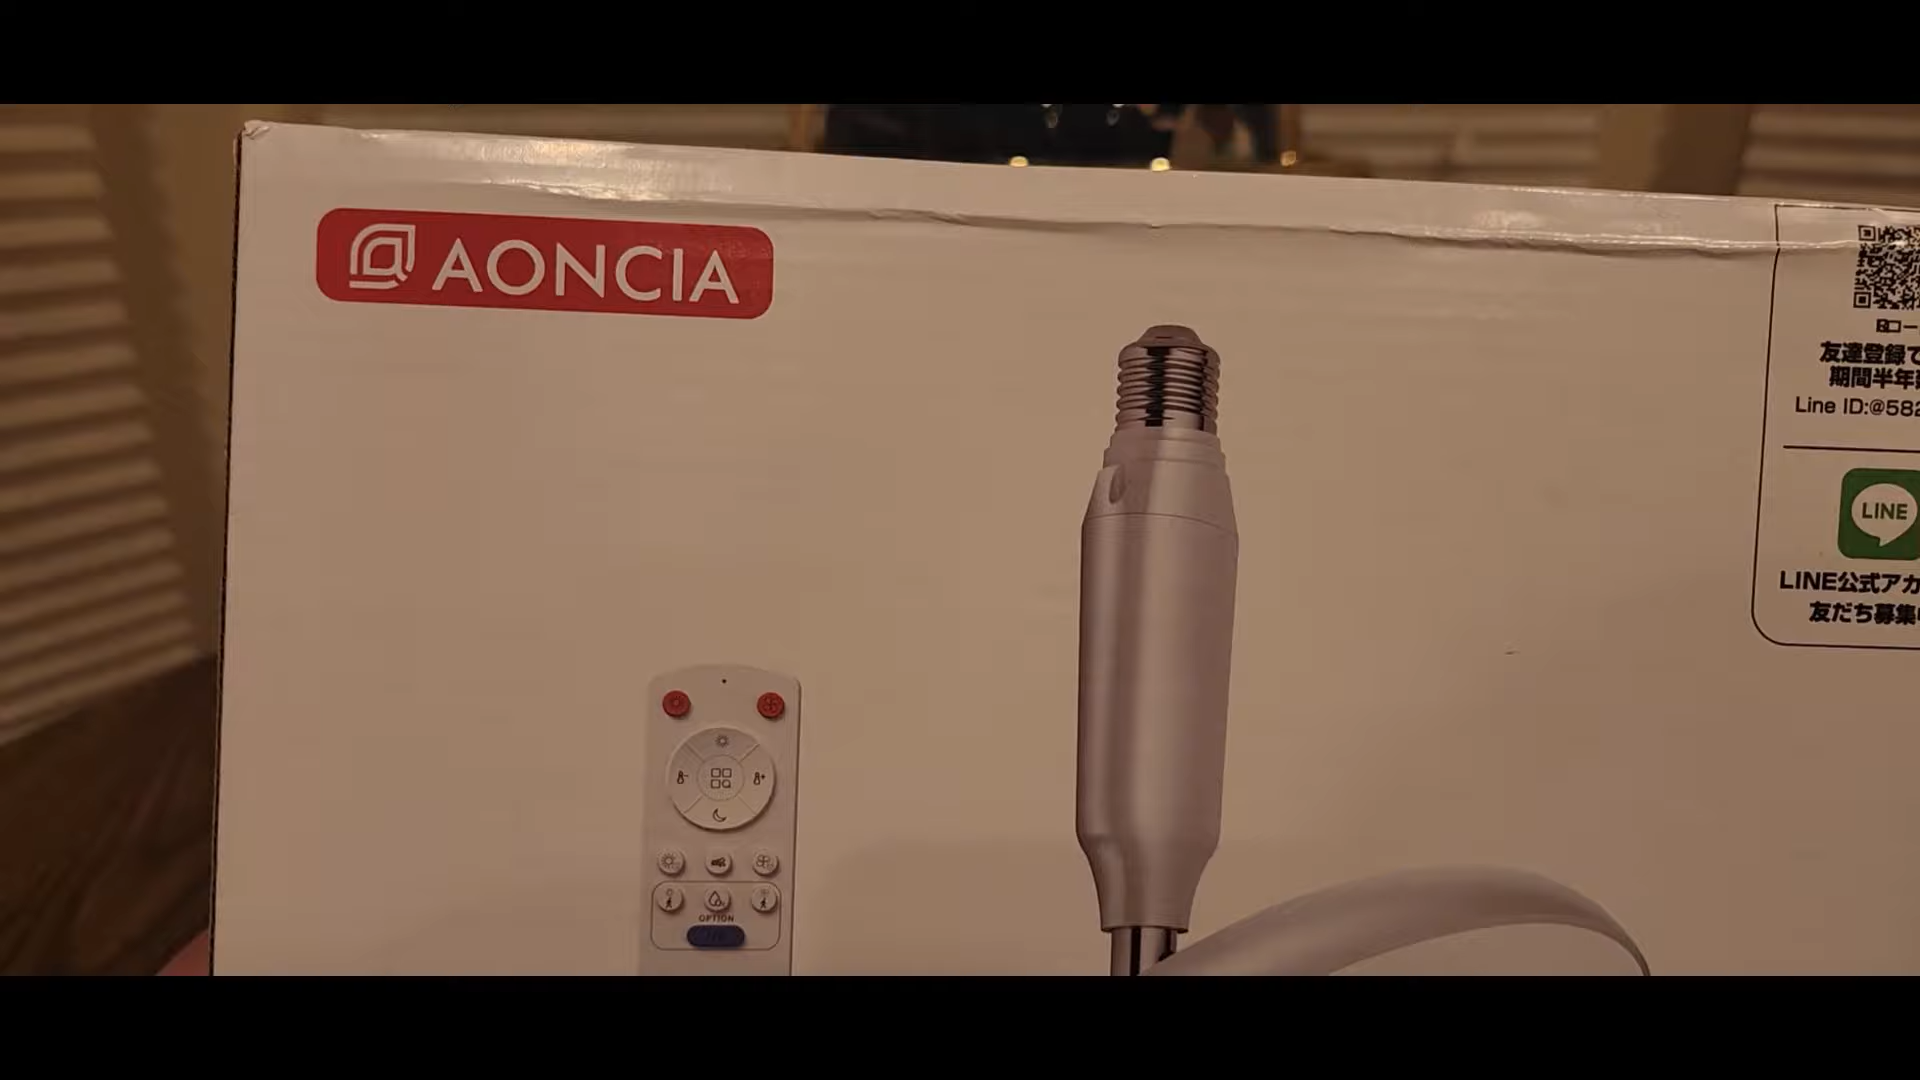 AONCIA
友達登録で
期間半年
Line ID:@582
LINE
LINE公式アカ
友だち募集
OPTION